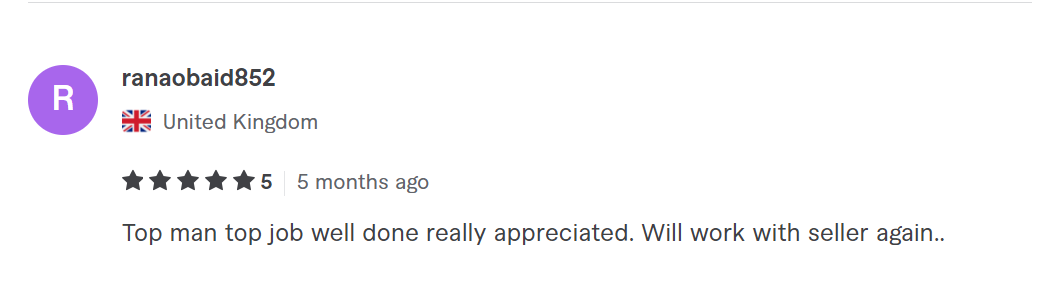 R
ranaobaid852
United Kingdom
5
5 months ago
Top man top job well done really appreciated. Will work with seller again..